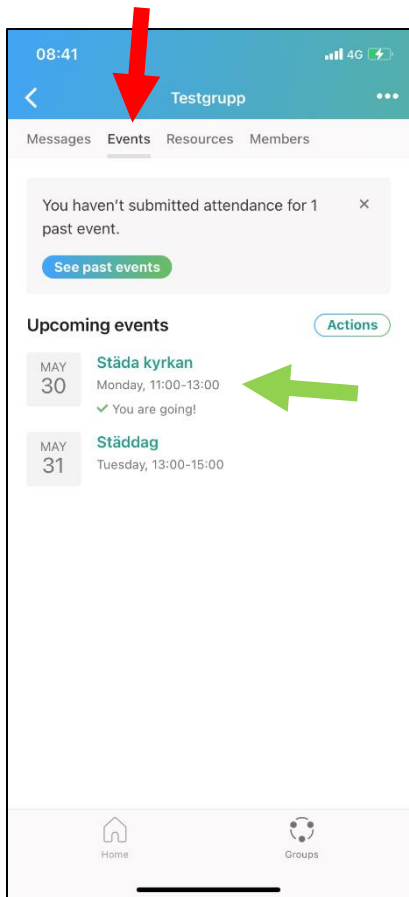 08:41 4G
Testgrupp
Messages Events Resources Members
You haven't submitted attendance for 1
past event.
See past events
Upcoming events Actions
MAY
30
Städa kyrkan
Monday, 11:00-13:00
You are going!
MAY
31
Städdag
Tuesday, 13:00-15:00
Home Groups